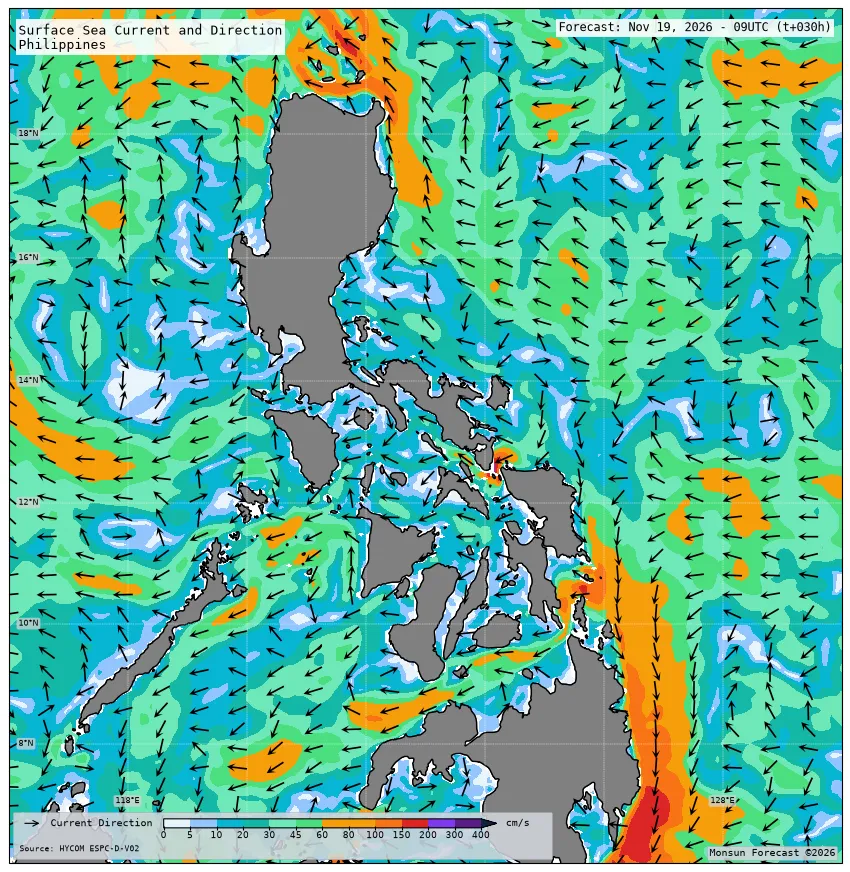 Surface Sea Current and Direction
Philippines
Forecast: Nov 19, 2026 - 09UTC (t+030h)
18°N
16°N
14°N
12°N
10°N
8°N
118°E
128°E
Current Direction
0 5 10 20 30 45 60 80 100 150 200 300 400
cm/s
Source: HYCOM ESPC-D-V02
Monsun Forecast ©2026